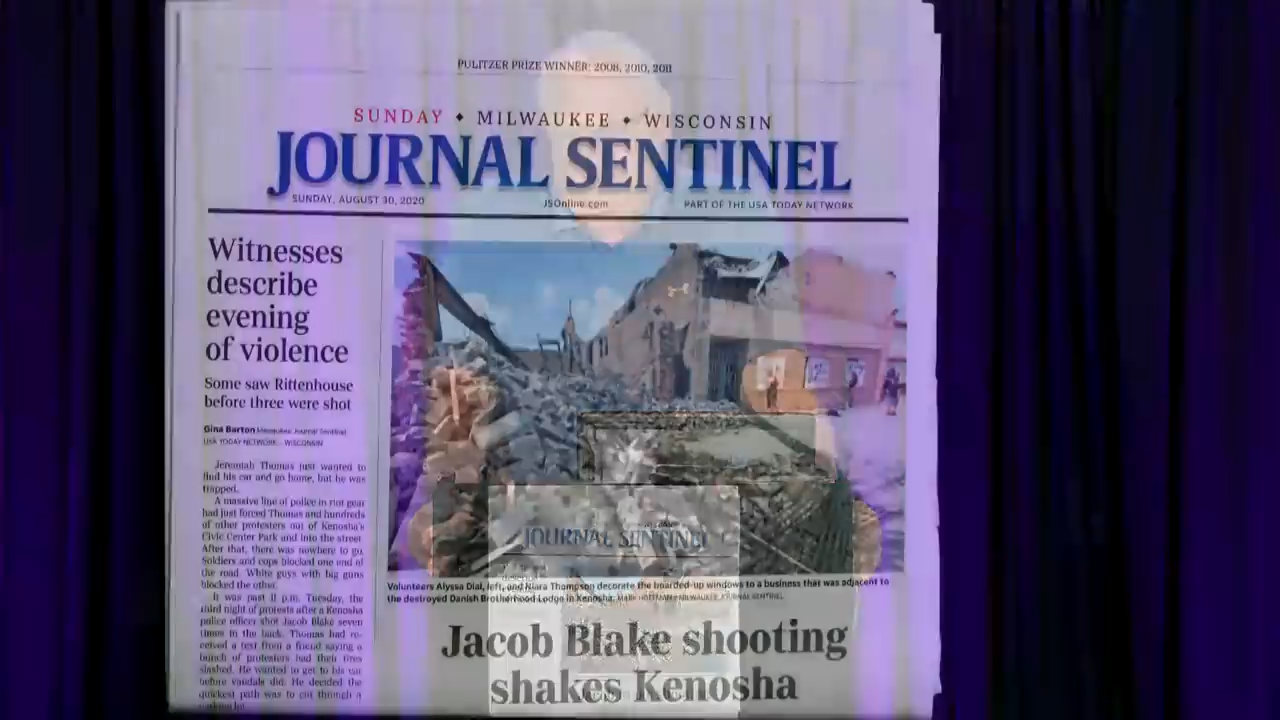 PULITZER PRIZE WINNER: 2008, 2010, 2011
SUNDAY • MILWAUKEE • WISCONSIN
JOURNAL SENTINEL
SUNDAY, AUGUST 30, 2020 JSOnline.com PART OF THE USA TODAY NETWORK
Witnesses
describe
evening
of violence
Some saw Rittenhouse
before three were shot
Gina Barton Milwaukee Journal Sentinel
USA TODAY NETWORK – WISCONSIN
Jeremiah Thomas just wanted to
find his car and go home, but he was
trapped.
A massive line of police in riot gear
had just forced Thomas and hundreds
of other protesters out of Kenosha's
Civic Center Park and into the street.
After that, there was nowhere to go.
Soldiers and cops blocked one end of
the road. White guys with big guns
blocked the other.
It was past 11 p.m. Tuesday, the
third night of protests after a Kenosha
police officer shot Jacob Blake seven
times in the back. Thomas had re-
ceived a text from a friend saying a
bunch of protesters had their tires
slashed. He wanted to get to his car
before vandals did. He decided the
quickest path was to cut through a
parking lot.
Volunteers Alyssa Dial, left, and Niara Thompson decorate the boarded-up windows to a business that was adjacent to
the destroyed Danish Brotherhood Lodge in Kenosha. MARK HOFFMAN / MILWAUKEE JOURNAL SENTINEL
Jacob Blake shooting
shakes Kenosha
JOURNAL SENTINEL